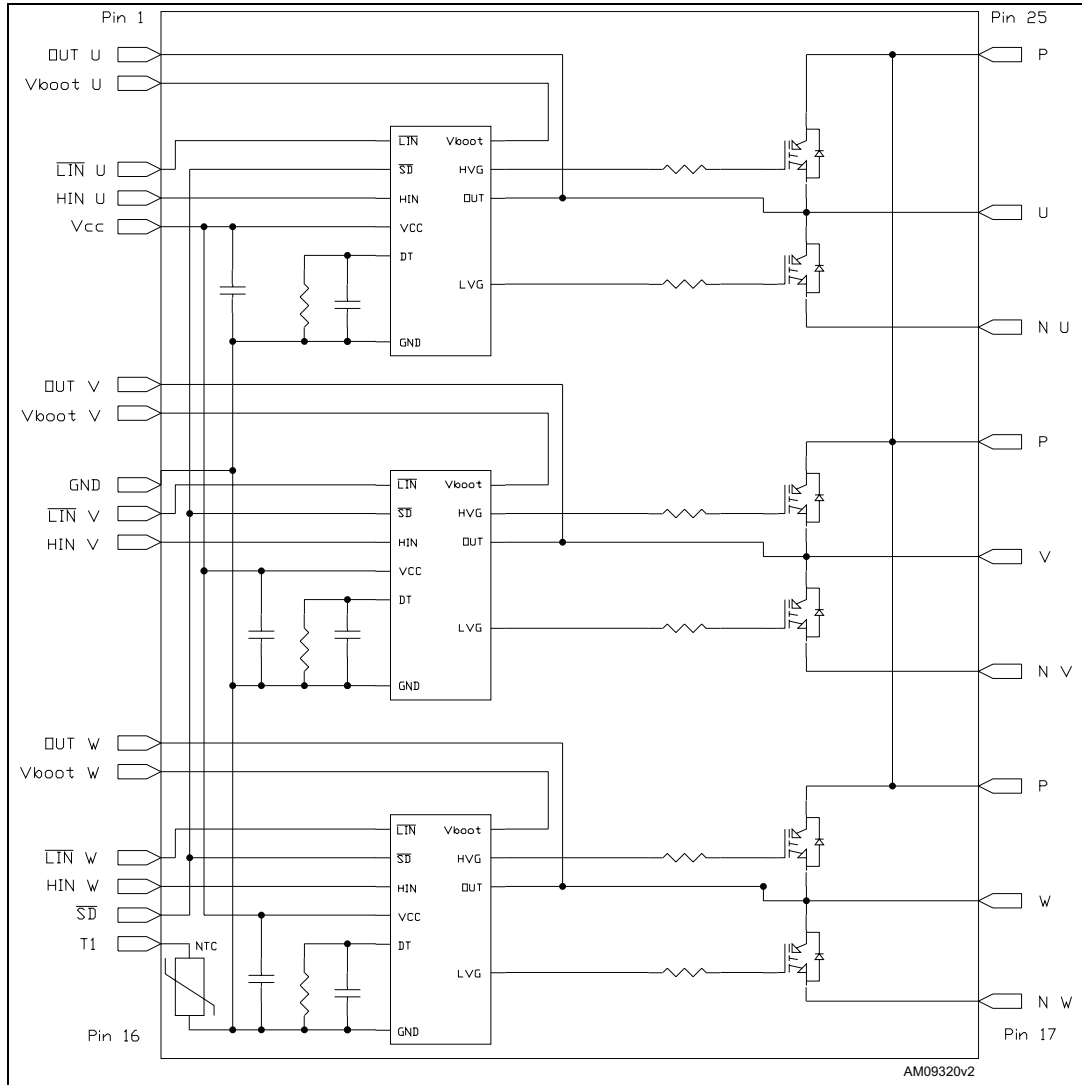 Pin 1
Pin 25
OUT U
P
Vboot U
LIN
Vboot
LIN U
SD
HVG
HIN U
HIN
OUT
U
Vcc
VCC
DT
LVG
N U
GND
OUT V
Vboot V
P
GND
LIN
Vboot
LIN V
SD
HVG
HIN V
HIN
OUT
V
VCC
DT
LVG
N V
GND
OUT W
Vboot W
P
LIN
Vboot
LIN W
SD
HVG
HIN W
HIN
OUT
W
SD
VCC
T1
NTC
DT
LVG
N W
Pin 16
GND
Pin 17
AM09320v2